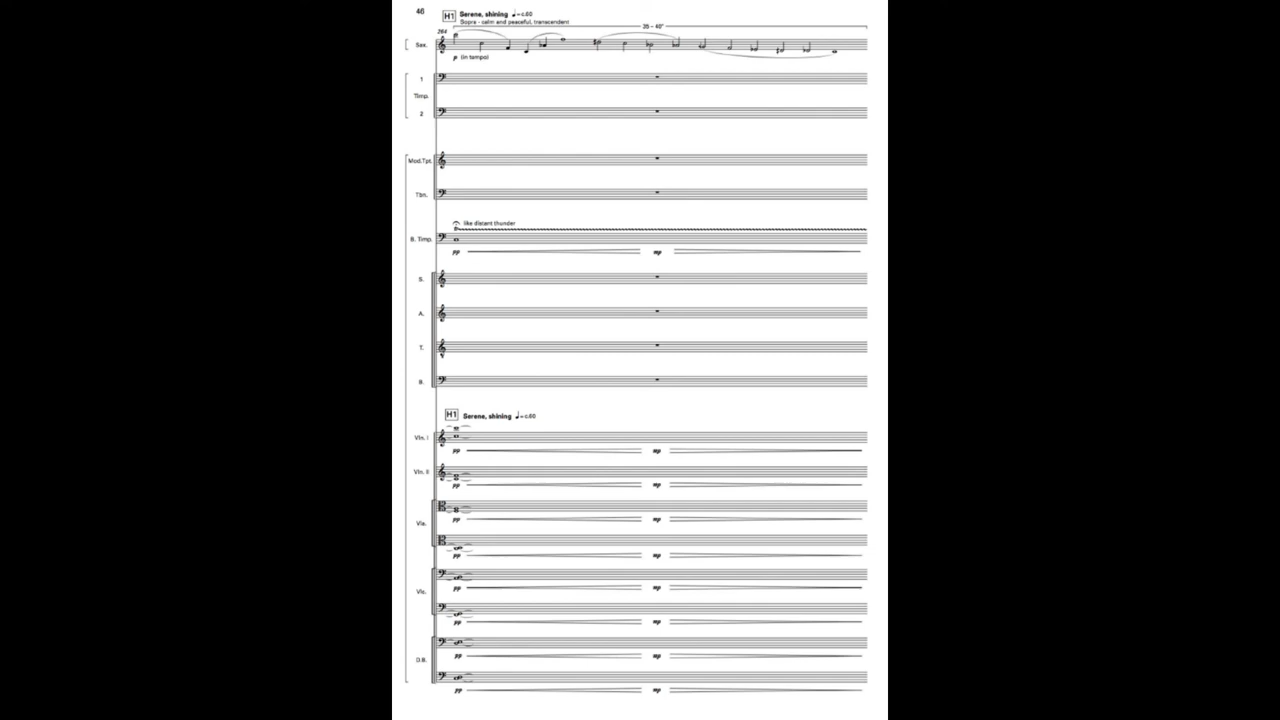 46
H1 Serene, shining ♩=c.60
Sopra - calm and peaceful, transcendent
25 - 40"
264
Sax.
p (in tempo)
1
Timp.
2
Mod.Tpt.
Tbn.
like distant thunder
B. Timp.
pp mp
S.
A.
T.
B.
H1 Serene, shining ♩=c.60
Vln. I
pp mp
Vln. II
pp mp
pp mp
Vla.
pp mp
pp mp
Vlc.
pp mp
pp mp
D.B.
pp mp